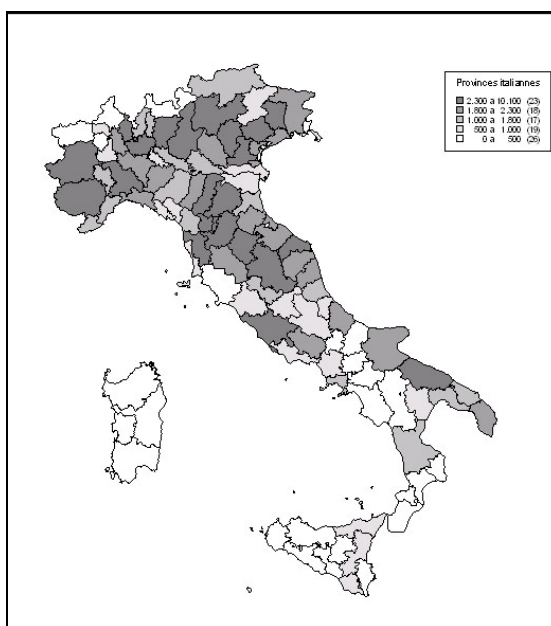 Provinces italiannes
2.300 à 10.100 (23)
1.800 à 2.300 (18)
1.000 à 1.800 (17)
500 à 1.000 (19)
0 à 500 (26)